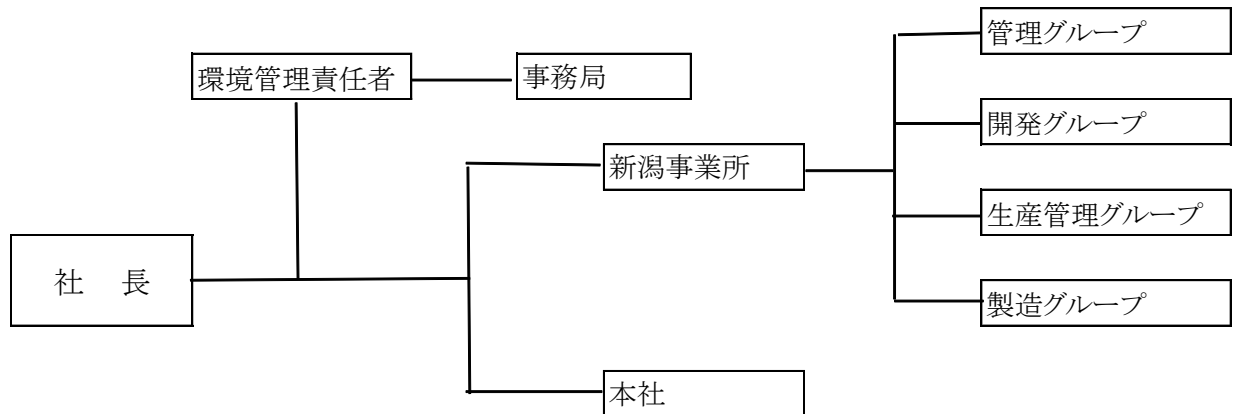 管理グループ
環境管理責任者
事務局
開発グループ
新潟事業所
生産管理グループ
社　長
製造グループ
本社